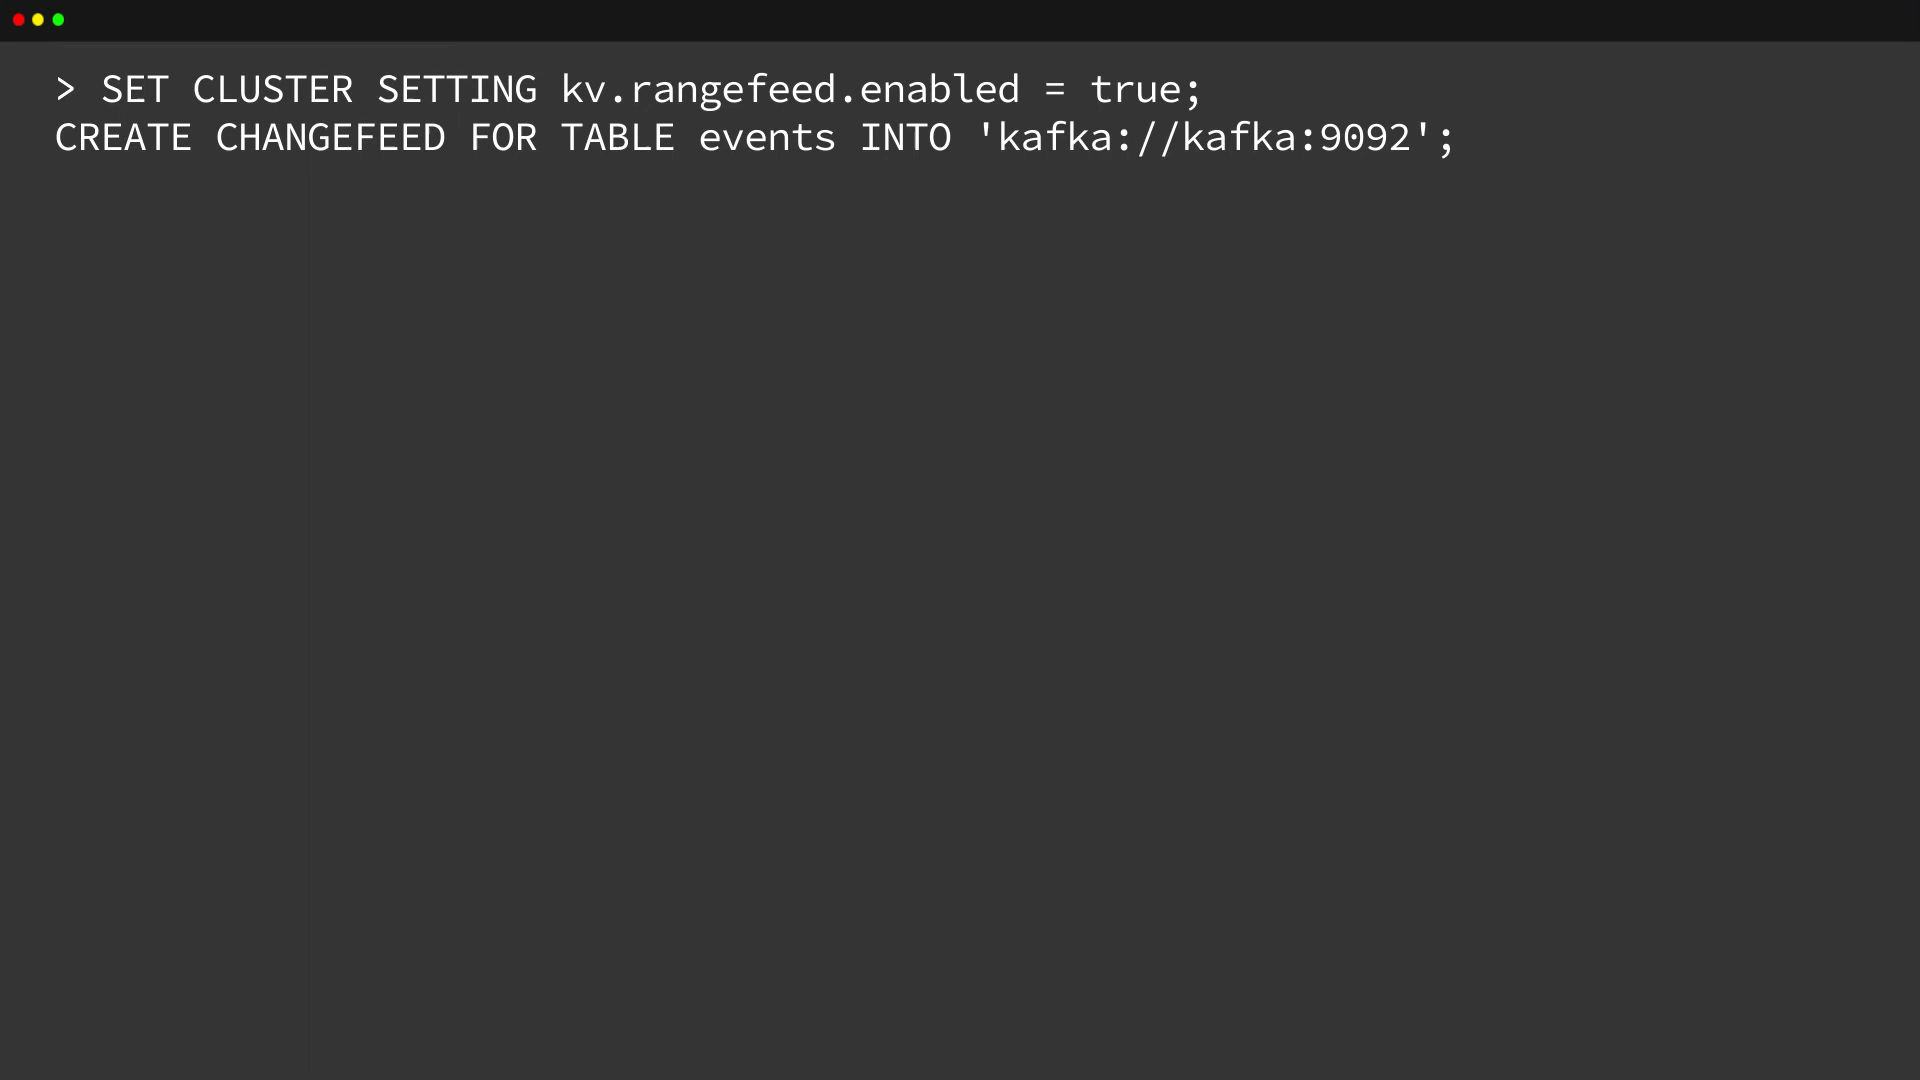 > SET CLUSTER SETTING kv.rangefeed.enabled = true;
CREATE CHANGEFEED FOR TABLE events INTO 'kafka://kafka:9092';